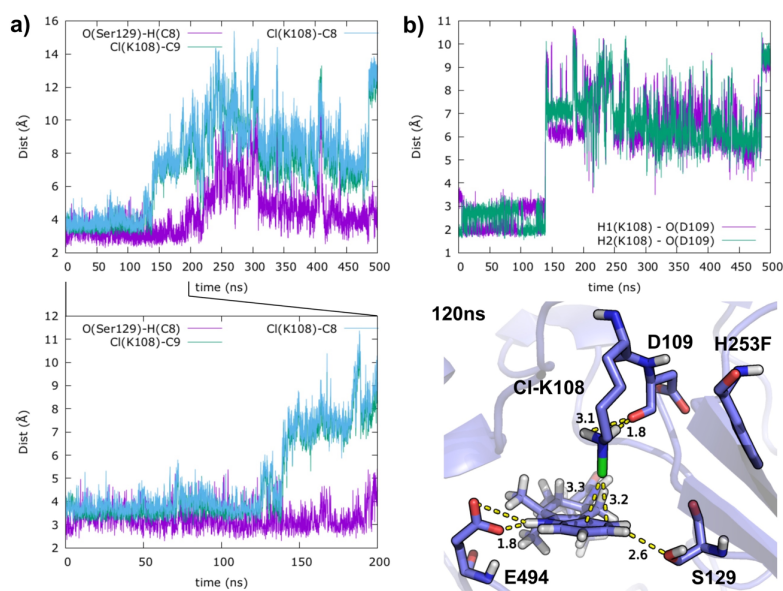 a)
O(Ser129)-H(C8)
Cl(K108)-C9
Cl(K108)-C8
Dist (Å)
16
14
12
10
8
6
4
2
0 50 100 150 200 250 300 350 400 450 500
time (ns)
b)
Dist (Å)
11
10
9
8
7
6
5
4
3
2
1
H1(K108) - O(D109)
H2(K108) - O(D109)
0 50 100 150 200 250 300 350 400 450 500
time (ns)
O(Ser129)-H(C8)
Cl(K108)-C9
Cl(K108)-C8
Dist (Å)
12
11
10
9
8
7
6
5
4
3
2
0 50 100 150 200
time (ns)
120ns
D109
H253F
Cl-K108
3.1
1.8
3.3
3.2
1.8
2.6
E494
S129